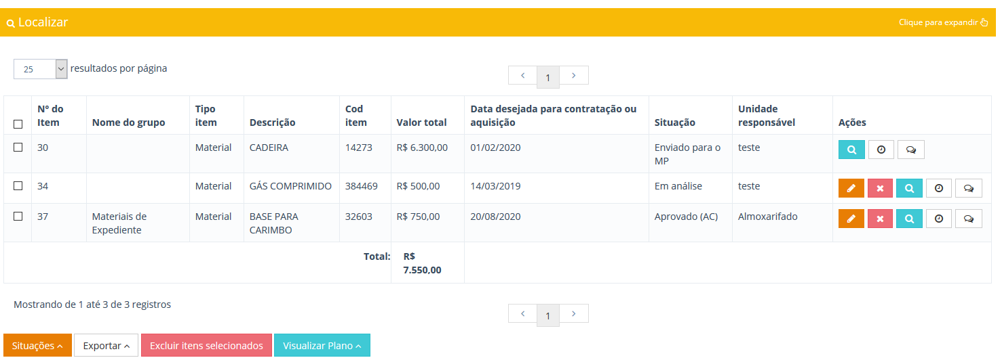 Localizar
Clique para expandir
25 resultados por página
1
Nº do Item Nome do grupo Tipo item Descrição Cod item Valor total Data desejada para contratação ou aquisição Situação Unidade responsável Ações
30 Material CADEIRA 14273 R$ 6.300,00 01/02/2020 Enviado para o MP teste
34 Material GÁS COMPRIMIDO 384469 R$ 500,00 14/03/2019 Em análise teste
37 Materiais de Expediente Material BASE PARA CARIMBO 32603 R$ 750,00 20/08/2020 Aprovado (AC) Almoxarifado
Total: R$ 7.550,00
Mostrando de 1 até 3 de 3 registros
1
Situações Exportar Excluir itens selecionados Visualizar Plano